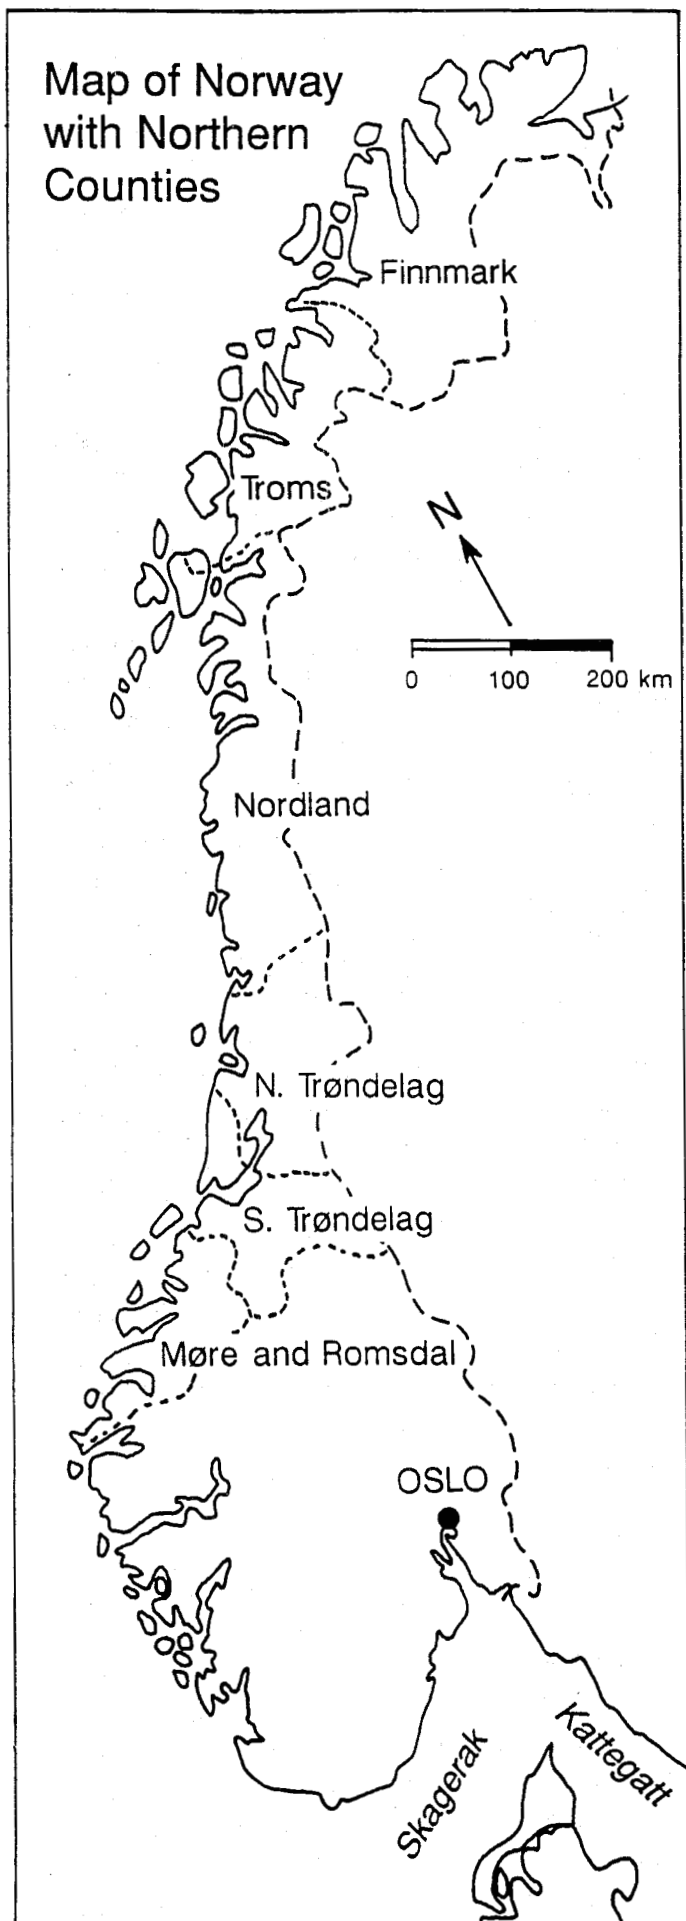 Map of Norway
with Northern
Counties
Finnmark
Troms
N
0 100 200 km
Nordland
N. Trøndelag
S. Trøndelag
Møre and Romsdal
OSLO
Skagerak
Kattegatt